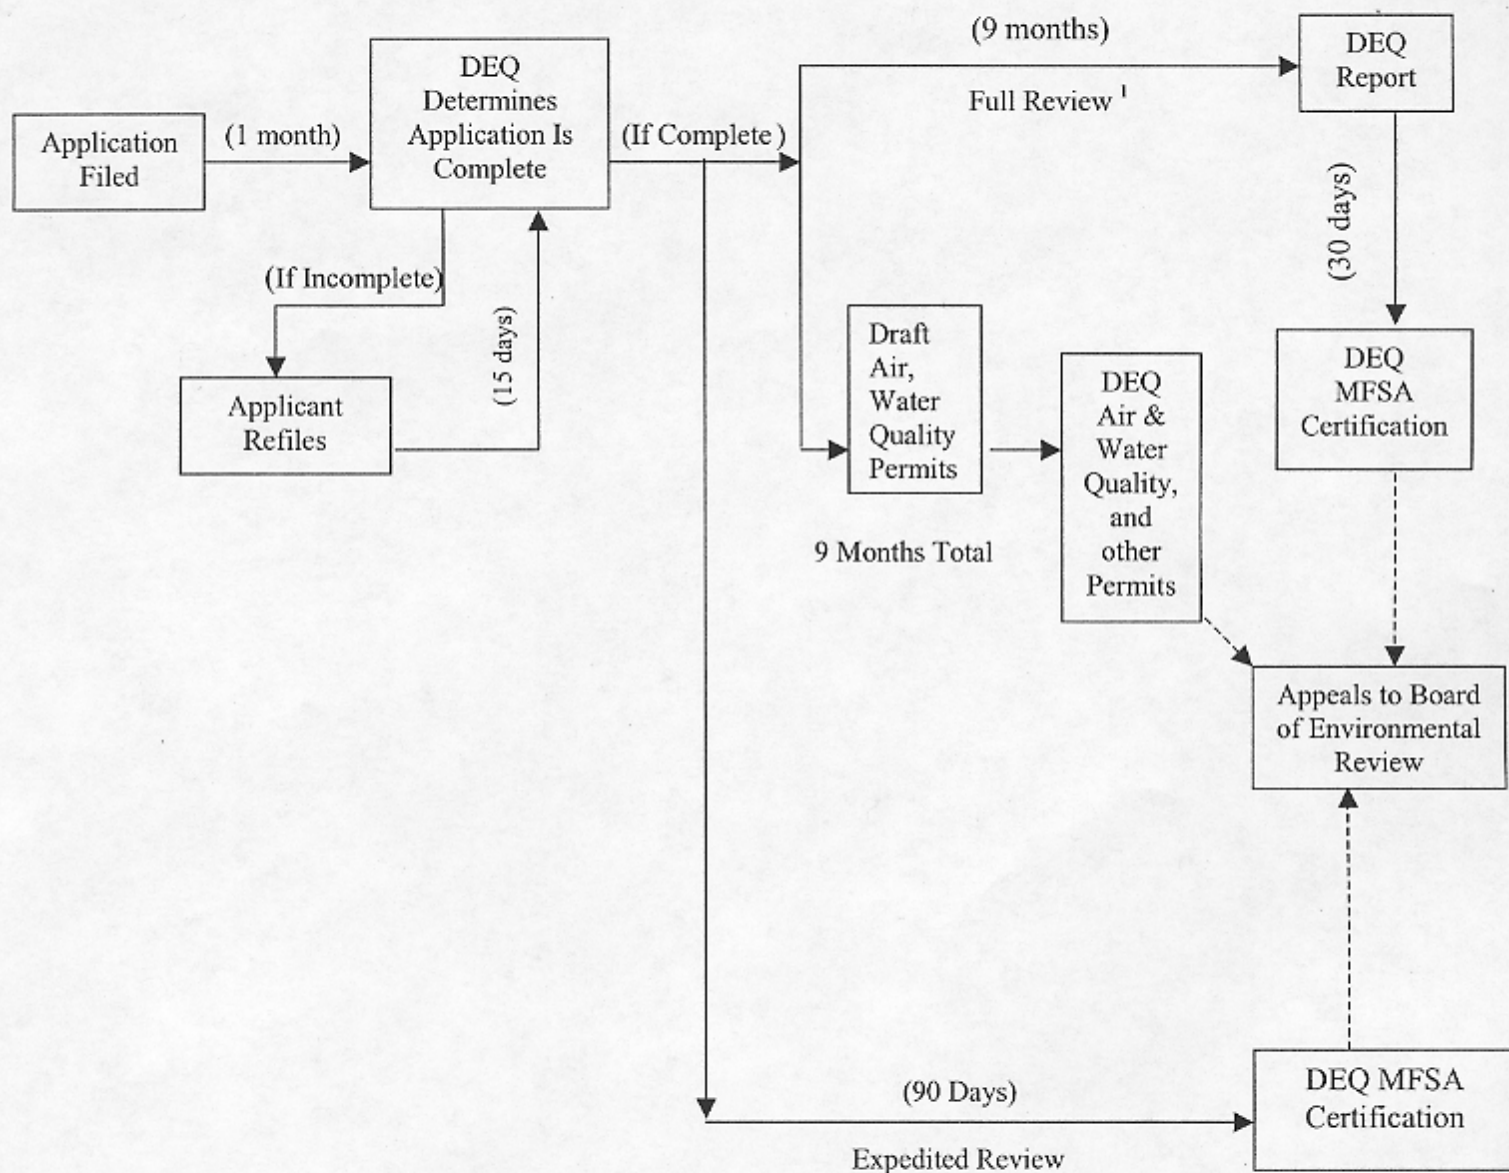 Application
Filed
(1 month)
DEQ
Determines
Application Is
Complete
(If Complete )
(9 months)
Full Review 1
DEQ
Report
(30 days)
DEQ
MFSA
Certification
(If Incomplete)
Applicant
Refiles
(15 days)
Draft
Air,
Water
Quality
Permits
9 Months Total
DEQ
Air &
Water
Quality,
and
other
Permits
Appeals to Board
of Environmental
Review
(90 Days)
Expedited Review
DEQ MFSA
Certification